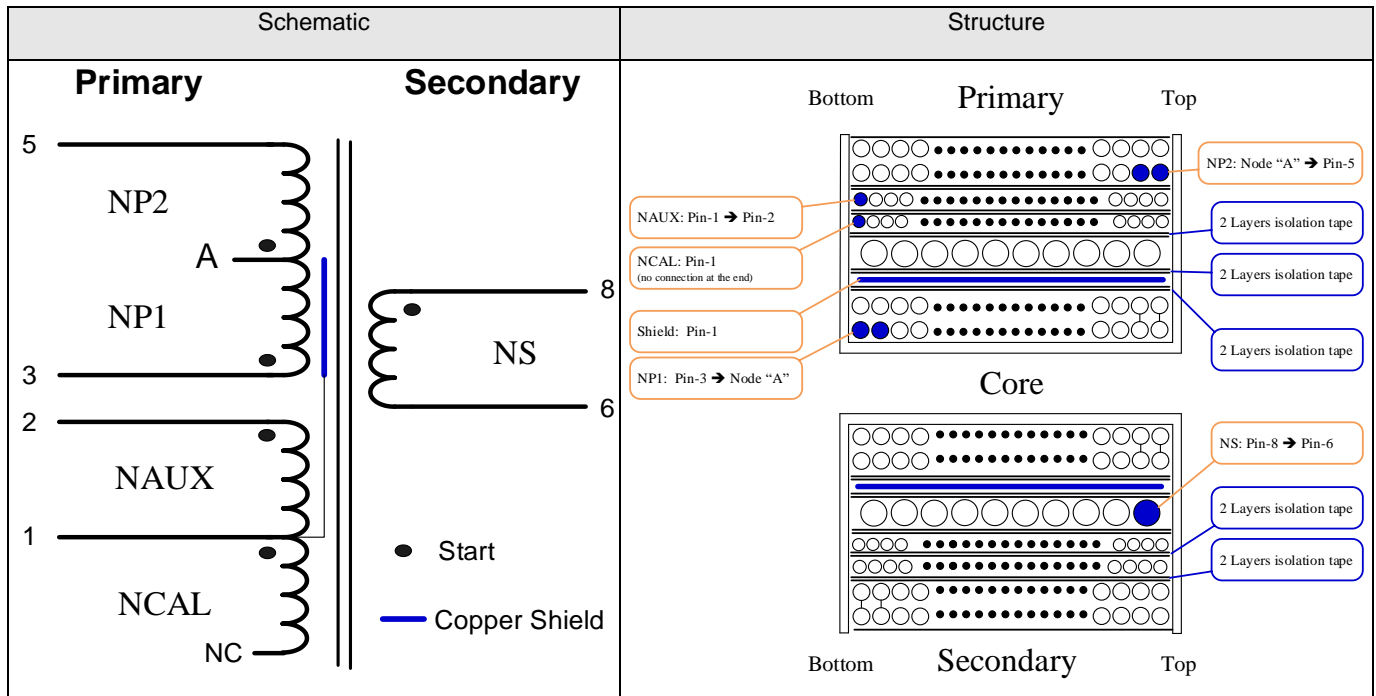 Schematic
Structure
Primary
Secondary
5
NP2
A
NP1
3
2
NAUX
1
NCAL
NC
8
NS
6
Start
Copper Shield
Bottom
Primary
Top
NP2: Node “A” ➔ Pin-5
NAUX: Pin-1 ➔ Pin-2
NCAL: Pin-1
(no connection at the end)
Shield: Pin-1
NP1: Pin-3 ➔ Node “A”
2 Layers isolation tape
2 Layers isolation tape
2 Layers isolation tape
Core
NS: Pin-8 ➔ Pin-6
2 Layers isolation tape
2 Layers isolation tape
Bottom
Secondary
Top